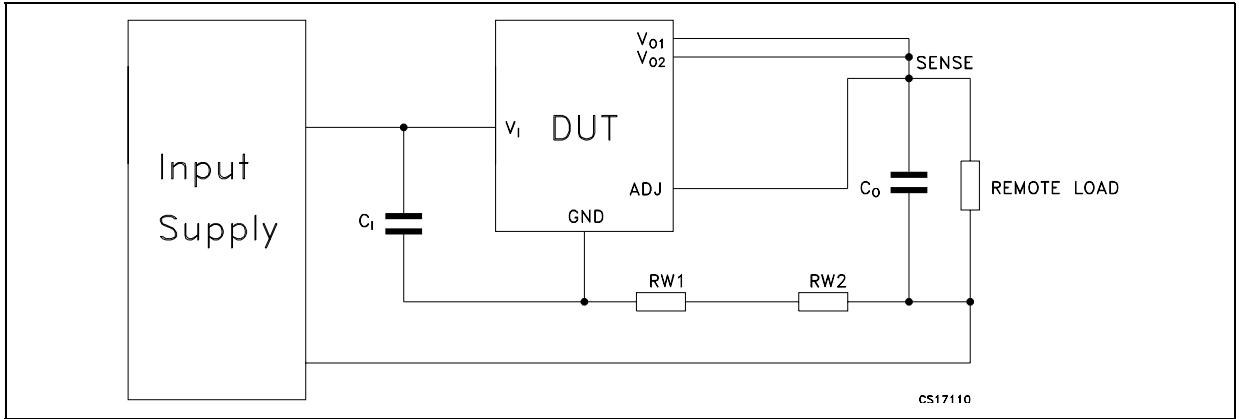 Input
Supply
C_I
V_I
DUT
V_O1
V_O2
ADJ
GND
SENSE
C_O
REMOTE LOAD
RW1
RW2
CS17110